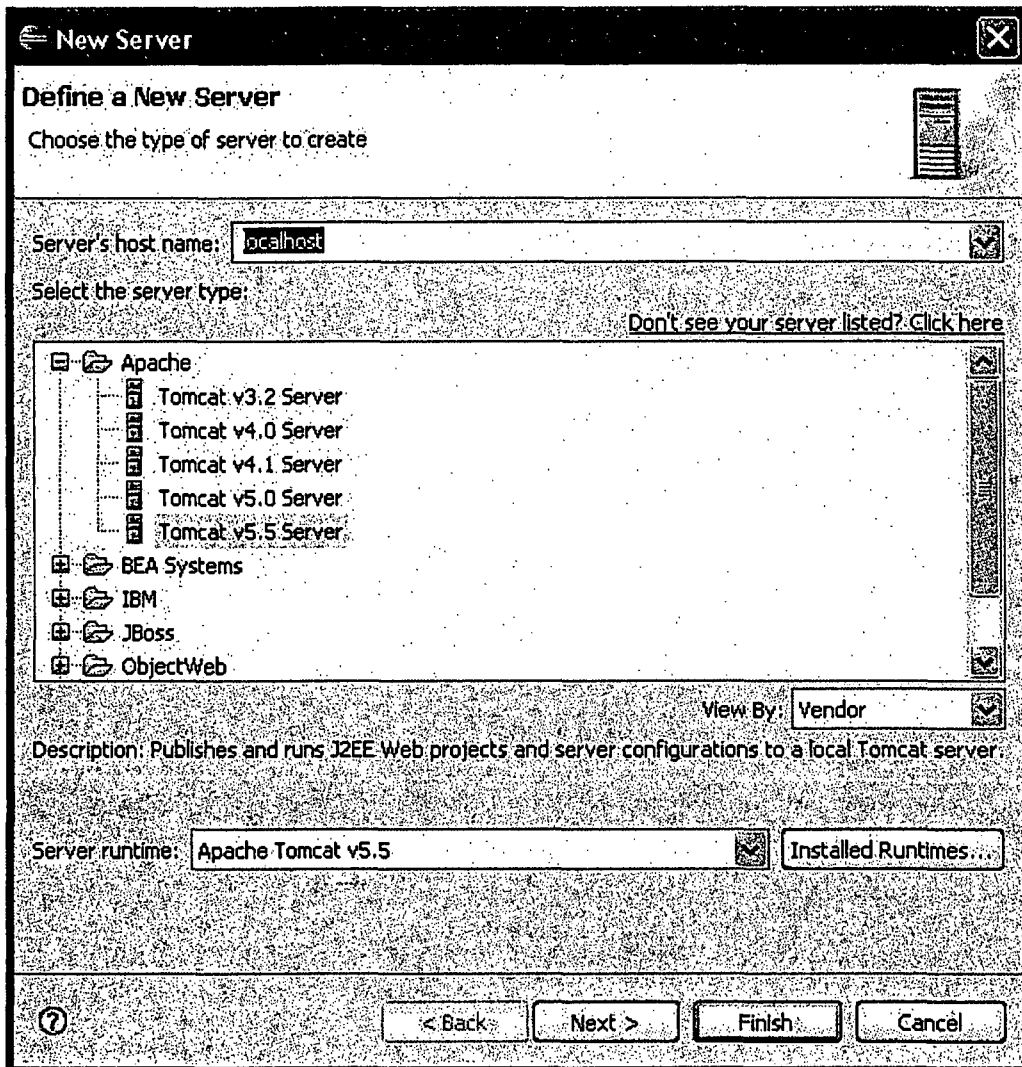 New Server
Define a New Server
Choose the type of server to create
Server's host name: localhost
Select the server type:
Don't see your server listed? Click here
Apache
Tomcat v3.2 Server
Tomcat v4.0 Server
Tomcat v4.1 Server
Tomcat v5.0 Server
Tomcat v5.5 Server
BEA Systems
IBM
JBoss
ObjectWeb
View By: Vendor
Description: Publishes and runs J2EE Web projects and server configurations to a local Tomcat server.
Server runtime: Apache Tomcat v5.5 Installed Runtimes...
? < Back Next > Finish Cancel